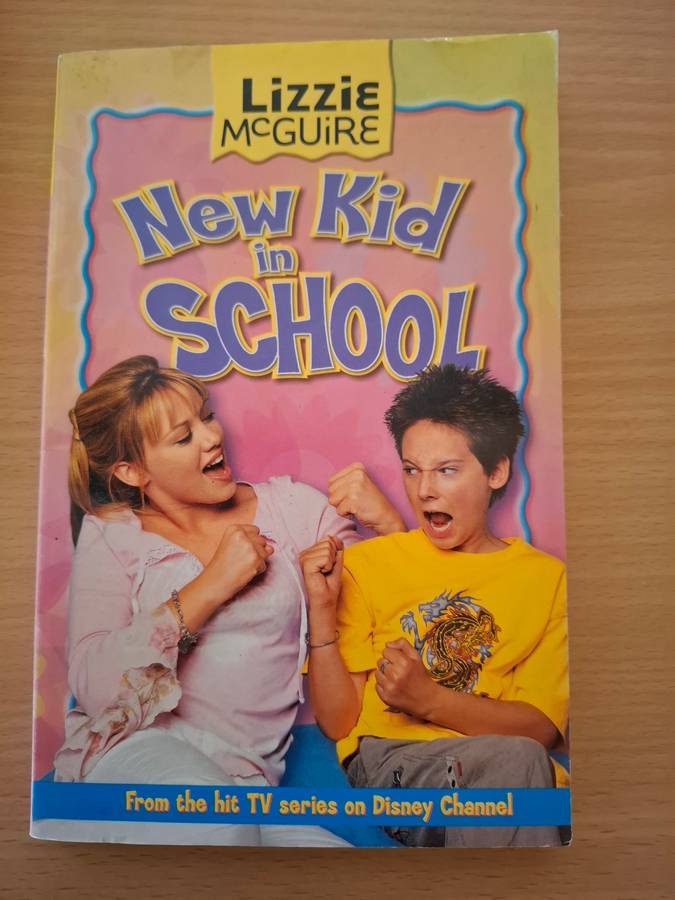 Lizzie
McGuire
New Kid
in
SCHOOL
From the hit TV series on Disney Channel